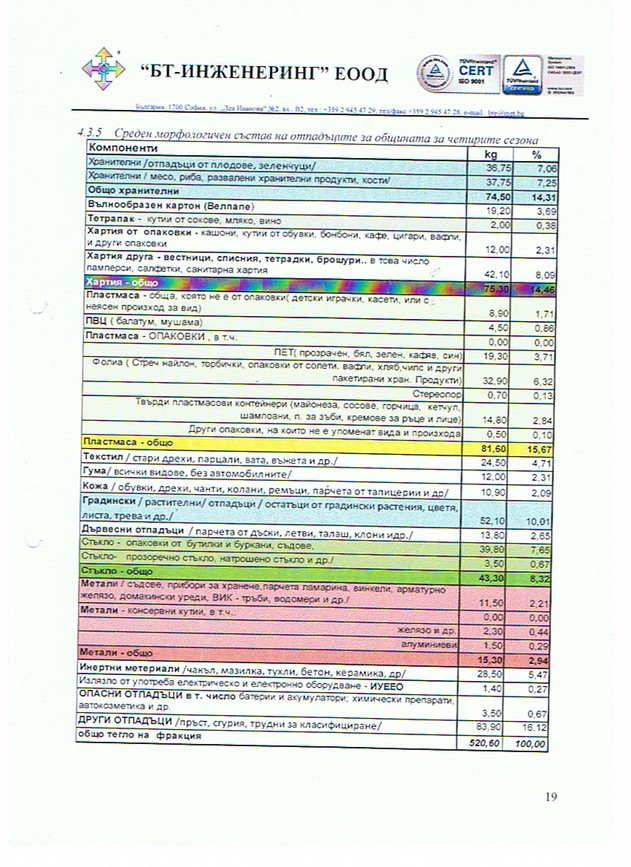 "БТ-ИНЖЕНЕРИНГ" ЕООД
TÜVRheinland
CERT
ISO 9001
TÜVRheinland
CERTIFIED
България, 1700 София, ул. „Лев Иванова" №2, вх. В2, тел.: +359 2 945 47 29, тел/факс +359 2 945 47 28, e-mail:
4.3.5 Среден морфологичен състав на отпадъците за общината за четирите сезона
Компоненти kg %
Хранителни /отпадъци от плодове, зеленчуци/ 36,75 7,06
Хранителни / месо, риба, развалени хранителни продукти, кости/ 37,75 7,25
Общо хранителни 74,50 14,31
Вълнообразен картон (Велпапе) 19,20 3,69
Тетрапак - кутии от сокове, мляко, вино 2,00 0,38
Хартия от опаковки - кашони, кутии от обувки, бонбони, кафе, цигари, вафли,
и други опаковки 12,00 2,31
Хартия друга - вестници, списния, тетрадки, брошури.. в това число
памперси, салфетки, санитарна хартия 42,10 8,09
Хартия - общо 75,30 14,46
Пластмаса - обща, която не е от опаковки( детски играчки, касети, или с
неясен произход за вид) 8,90 1,71
ПВЦ ( балатум, мушама) 4,50 0,86
Пластмаса - ОПАКОВКИ , в т.ч. 0,00 0,00
ПЕТ( прозрачен, бял, зелен, кафяв, син) 19,30 3,71
Фолиа ( Стреч найлон, торбички, опаковки от солети, вафли, хляб,чипс и други
пакетирани хран. Продукти) 32,90 6,32
Стереопор 0,70 0,13
Твърди пластмасови контейнери (майонеза, сосове, горчица, кетчуп,
шампоани, п. за зъби, кремове за ръце и лице) 14,80 2,84
Други опаковки, на които не е упоменат вида и произхода 0,50 0,10
Пластмаса - общо 81,60 15,67
Текстил / стари дрехи, парцали, вата, въжета и др./ 24,50 4,71
Гума/ всички видове, без автомобилните/ 12,00 2,31
Кожа / обувки, дрехи, чанти, колани, ремъци, парчета от тапицерии и др/ 10,90 2,09
Градински / растителни/ отпадъци / остатъци от градински растения, цветя,
листа, трева и др./ 52,10 10,01
Дървесни отпадъци / парчета от дъски, летви, талаш, клони идр./ 13,80 2,65
Стъкло - опаковки от бутилки и буркани, съдове, 39,80 7,65
Стъкло- прозоречно стъкло, натрошено стъкло и др./ 3,50 0,67
Стъкло - общо 43,30 8,32
Метали / съдове, прибори за хранене,парчета ламарина, винкели, арматурно
желязо, домакински уреди, ВИК - тръби, водомери и др./ 11,50 2,21
Метали - консервни кутии, в т.ч.. 0,00 0,00
желязо и др. 2,30 0,44
алуминиеви 1,50 0,29
Метали - общо 15,30 2,94
Инертни метериали /чакъл, мазилка, тухли, бетон, керамика, др/ 28,50 5,47
Излязло от употреба електрическо и електронно оборудване - ИУЕЕО 1,40 0,27
ОПАСНИ ОТПАДЪЦИ в т. число батерии и акумулатори; химически препарати,
автокозметика и др. 3,50 0,67
ДРУГИ ОТПАДЪЦИ /пръст, сгурия, трудни за класифициране/ 83,90 16,12
общо тегло на фракция 520,60 100,00
19